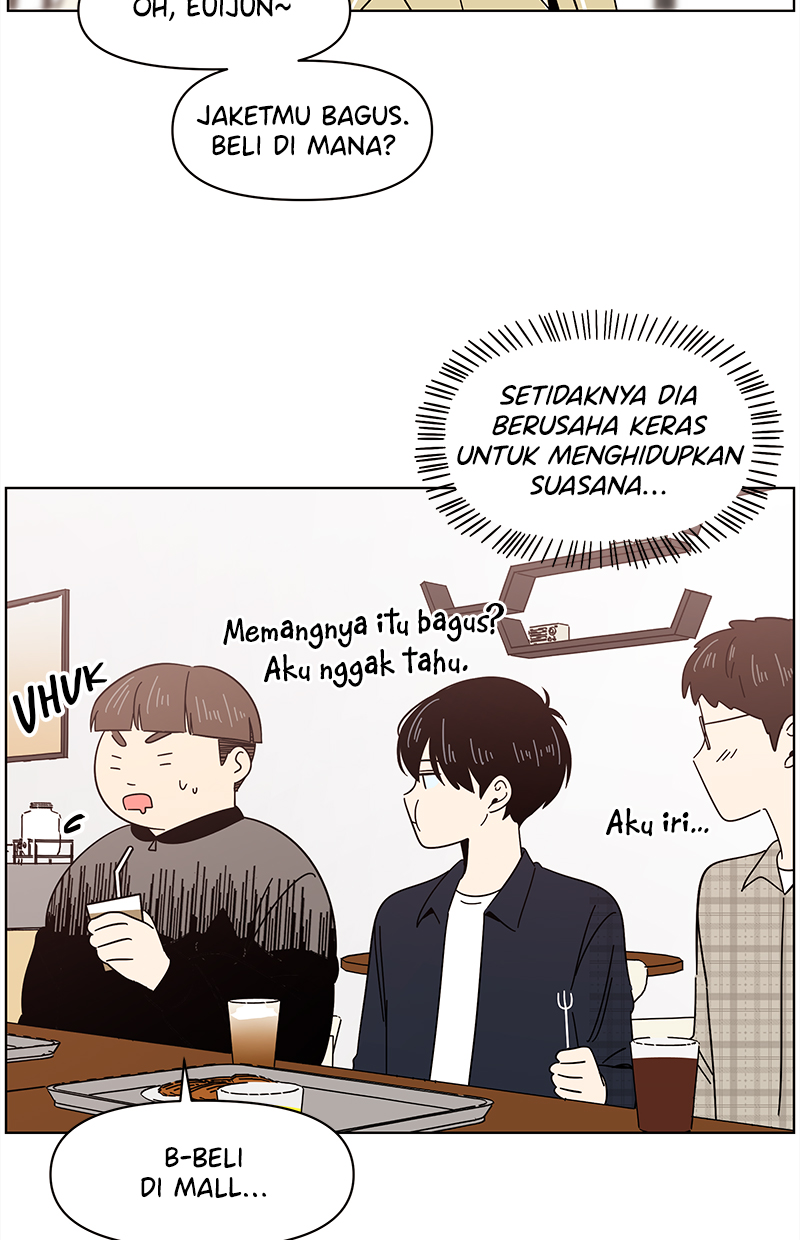 OH, EUIJUN~
JAKETMU BAGUS.
BELI DI MANA?
SETIDAKNYA DIA
BERUSAHA KERAS
UNTUK MENGHIDUPKAN
SUASANA...
Memangnya itu bagus?
Aku nggak tahu.
UHUK
Aku iri...
B-BELI
DI MALL...